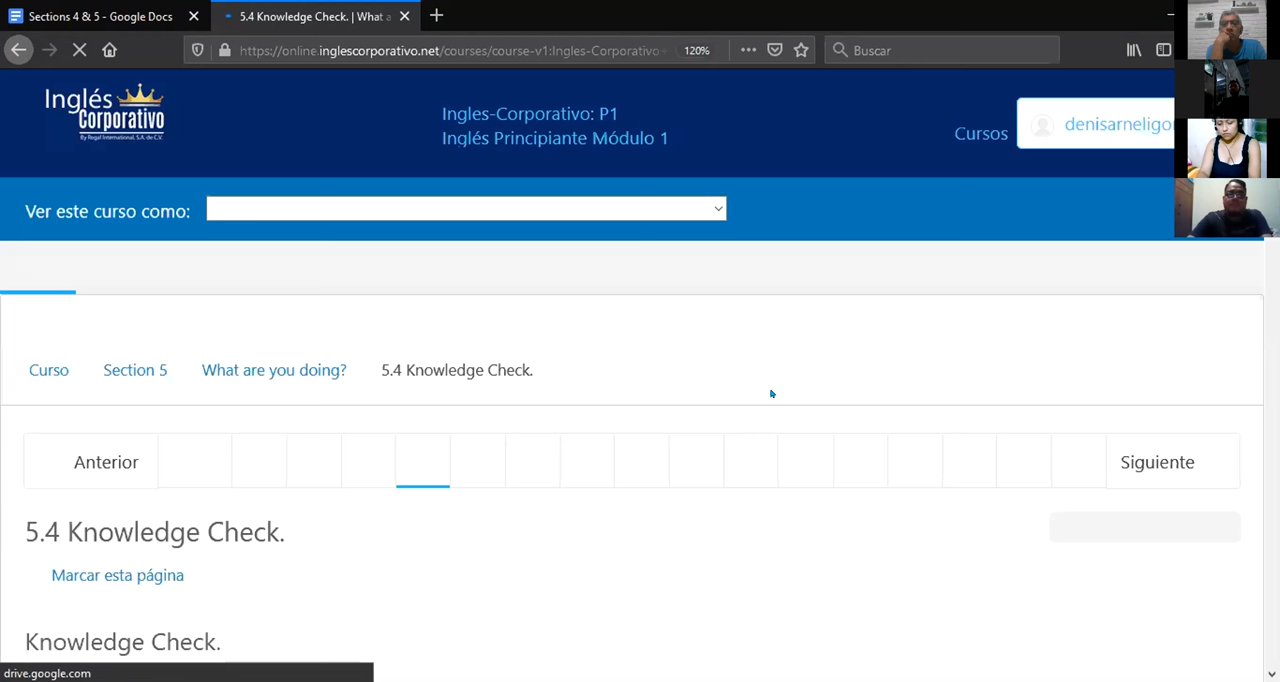 Sections 4 & 5 - Google Docs
5.4 Knowledge Check. | What a
https://online.inglescorporativo.net/courses/course-v1:Ingles-Corporativo
120%
Buscar
Inglés
Corporativo
By Regal International, S.A. de C.V.
Ingles-Corporativo: P1
Inglés Principiante Módulo 1
Cursos
denisarneligo
Ver este curso como:
Curso
Section 5
What are you doing?
5.4 Knowledge Check.
Anterior
Siguiente
5.4 Knowledge Check.
Marcar esta página
Knowledge Check.
drive.google.com